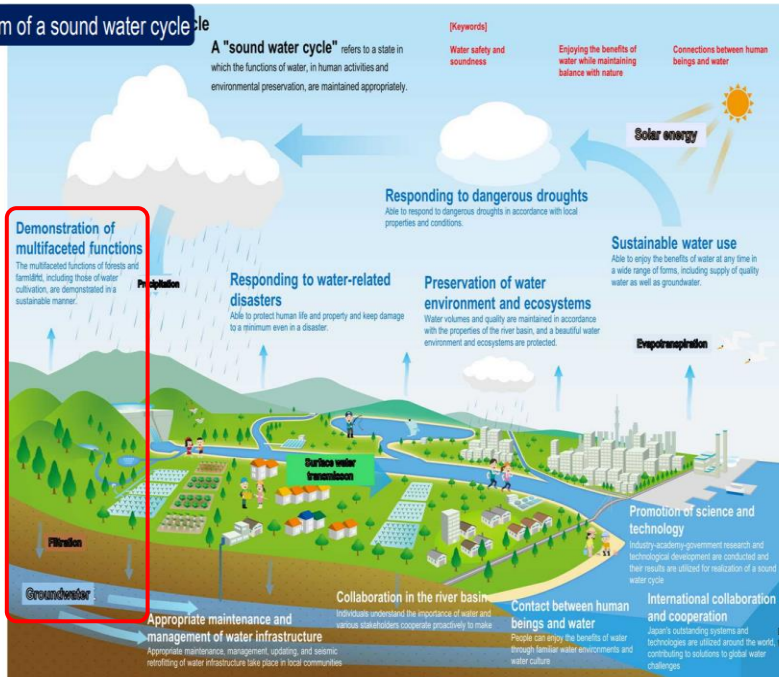 m of a sound water cycle
cle
A "sound water cycle" refers to a state in
which the functions of water, in human activities and
environmental preservation, are maintained appropriately.
[Keywords]
Water safety and
soundness
Enjoying the benefits of
water while maintaining
balance with nature
Connections between human
beings and water
Solar energy
Responding to dangerous droughts
Able to respond to dangerous droughts in accordance with local
properties and conditions.
Demonstration of
multifaceted functions
The multifaceted functions of forests and
farmland, including those of water
cultivation, are demonstrated in a
sustainable manner.
Precipitation
Responding to water-related
disasters
Able to protect human life and property and keep damage
to a minimum even in a disaster.
Preservation of water
environment and ecosystems
Water volumes and quality are maintained in accordance
with the properties of the river basin, and a beautiful water
environment and ecosystems are protected.
Sustainable water use
Able to enjoy the benefits of water at any time in
a wide range of forms, including supply of quality
water as well as groundwater.
Evapotranspiration
Surface water
transmisson
Filtration
Groundwater
Promotion of science and
technology
Industry-academy-government research and
technological development are conducted and
their results are utilized for realization of a sound
water cycle
Appropriate maintenance and
management of water infrastructure
Appropriate maintenance, management, updating, and seismic
retrofitting of water infrastructure take place in local communities
Collaboration in the river basin
Individuals understand the importance of water and
various stakeholders cooperate proactively to make
Contact between human
beings and water
People can enjoy the benefits of water
through familiar water environments and
water culture
International collaboration
and cooperation
Japan's outstanding systems and
technologies are utilized around the world,
contributing to solutions to global water
challenges